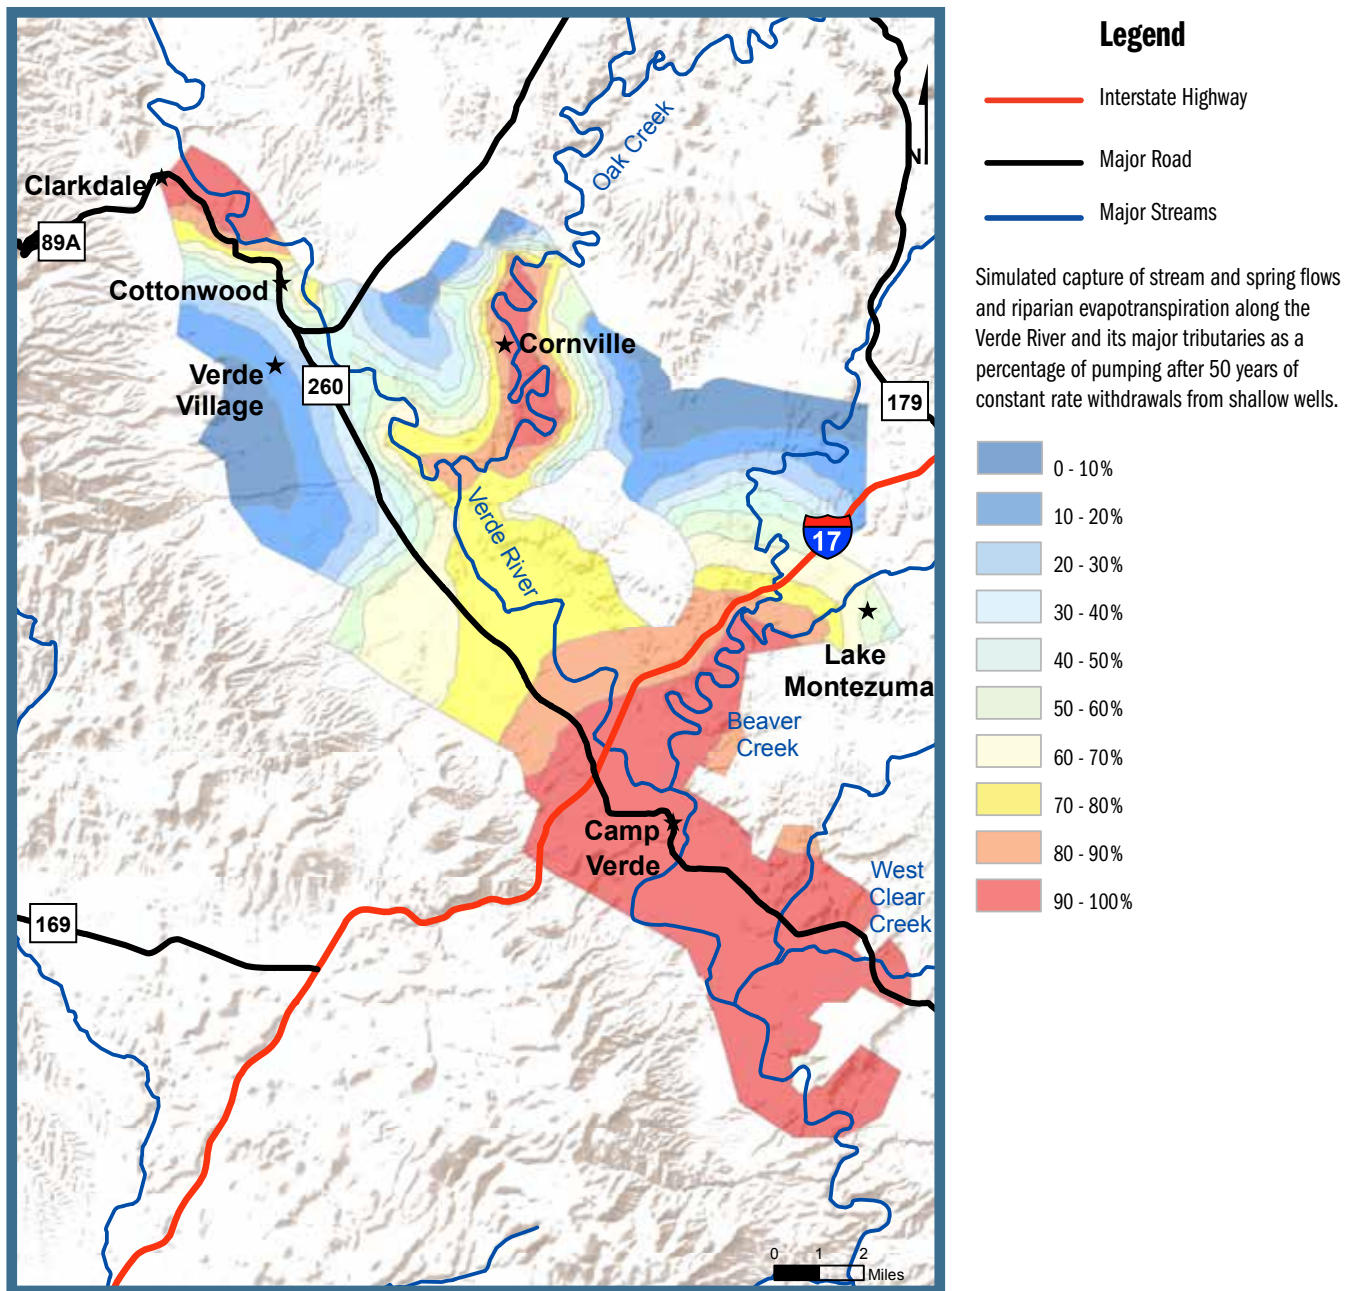 Clarkdale
89A
Cottonwood
Verde
Village
260
Cornville
Oak Creek
N
179
Verde River
17
Lake
Montezuma
Beaver
Creek
Camp
Verde
West
Clear
Creek
169
0 1 2
Miles
Legend
Interstate Highway
Major Road
Major Streams
Simulated capture of stream and spring flows
and riparian evapotranspiration along the
Verde River and its major tributaries as a
percentage of pumping after 50 years of
constant rate withdrawals from shallow wells.
0 - 10%
10 - 20%
20 - 30%
30 - 40%
40 - 50%
50 - 60%
60 - 70%
70 - 80%
80 - 90%
90 - 100%